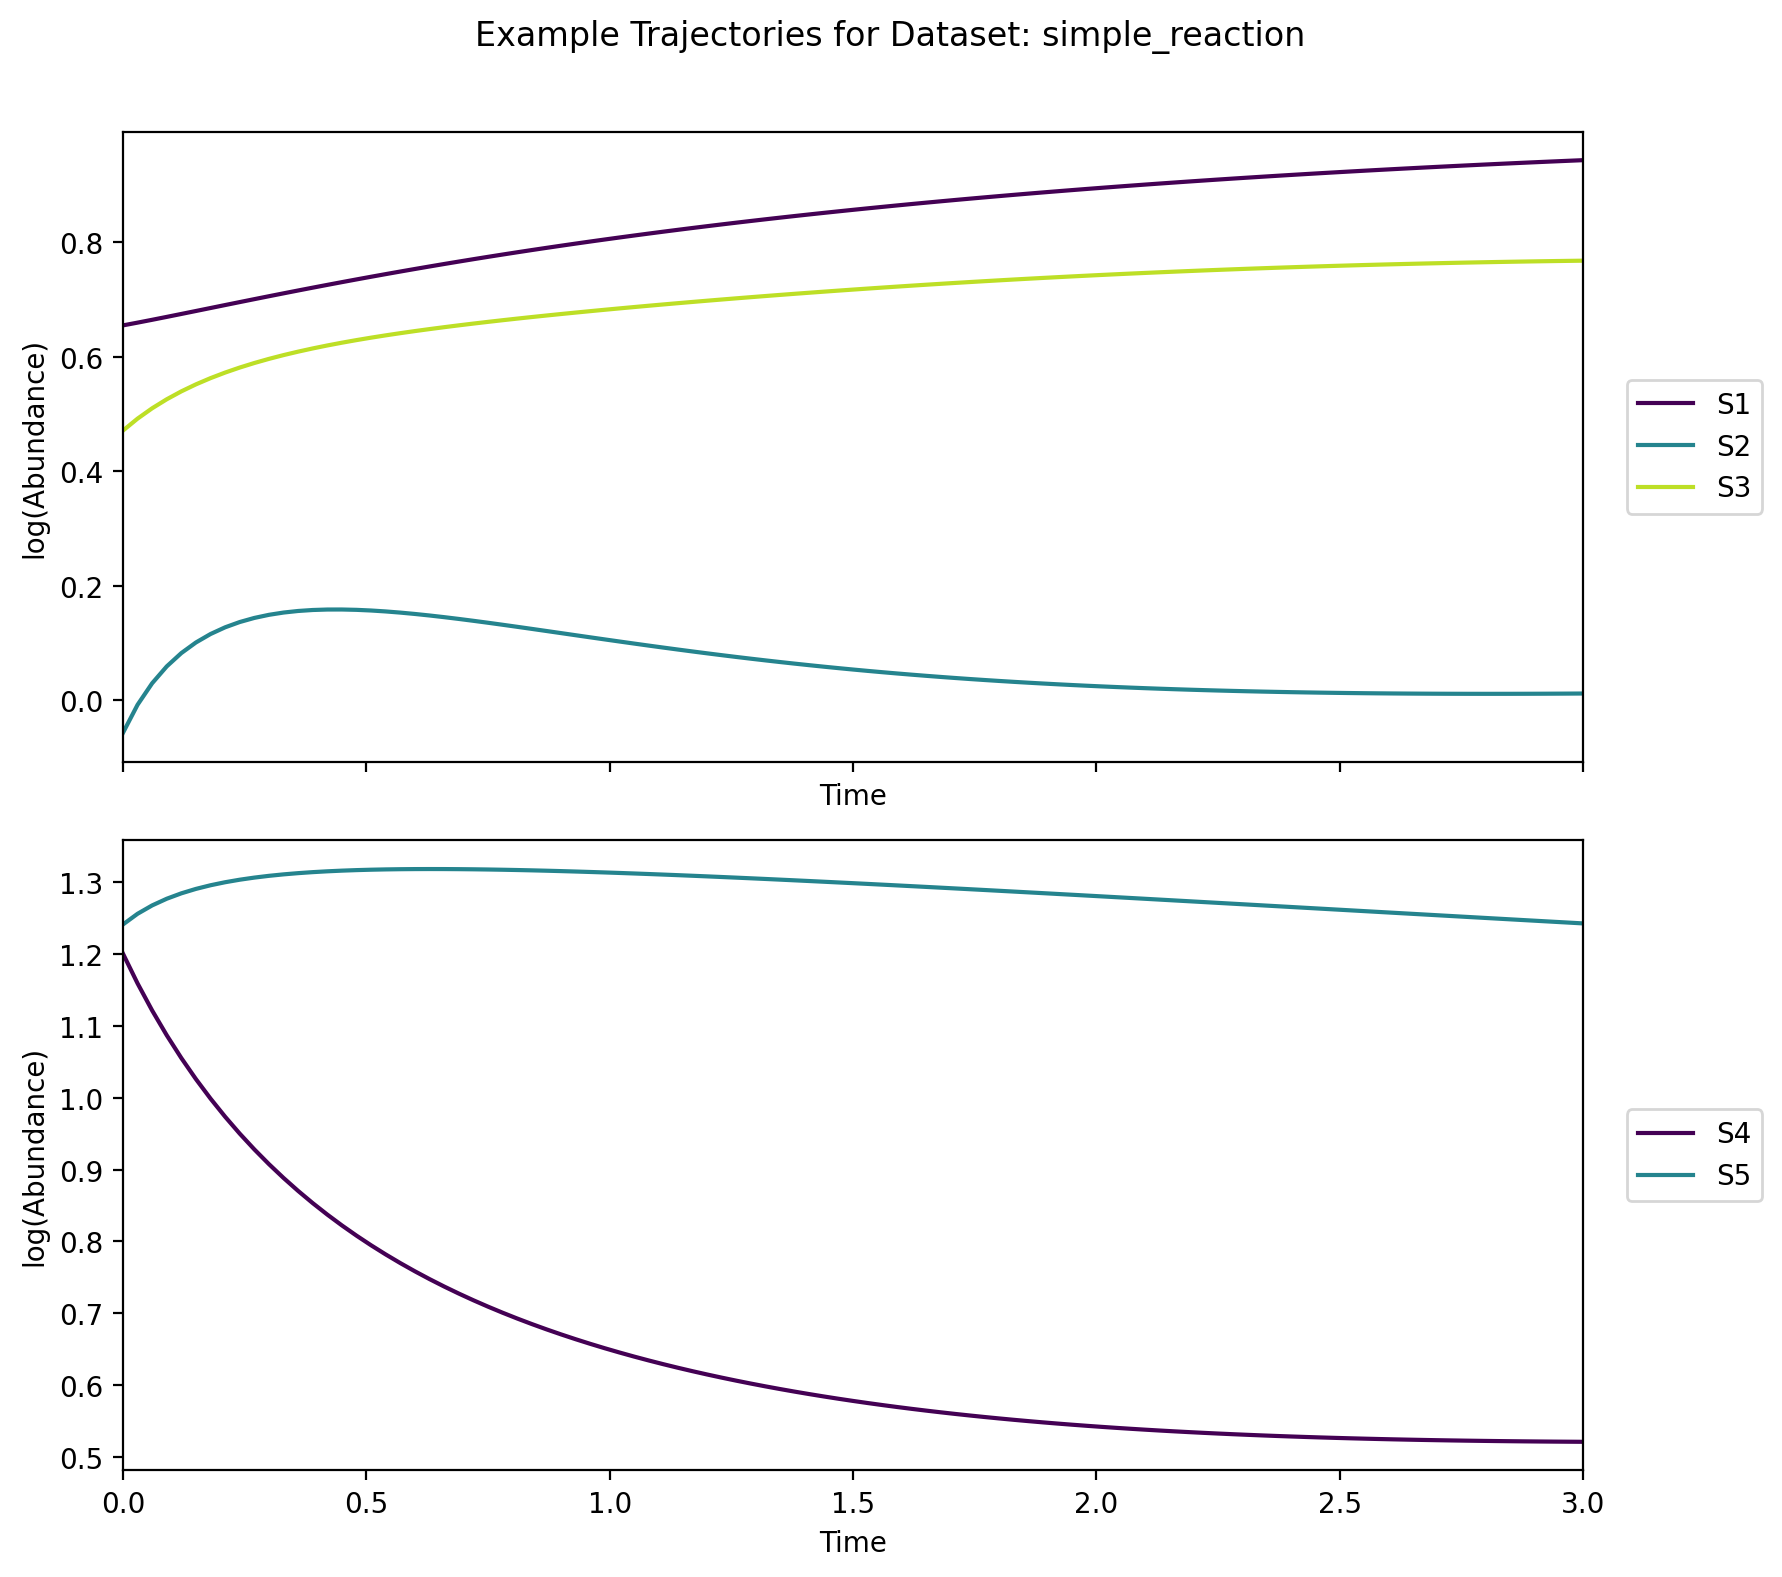 Example Trajectories for Dataset: simple_reaction
log(Abundance)
0.8
0.6
0.4
0.2
0.0
Time
S1
S2
S3
log(Abundance)
1.3
1.2
1.1
1.0
0.9
0.8
0.7
0.6
0.5
0.0 0.5 1.0 1.5 2.0 2.5 3.0
Time
S4
S5